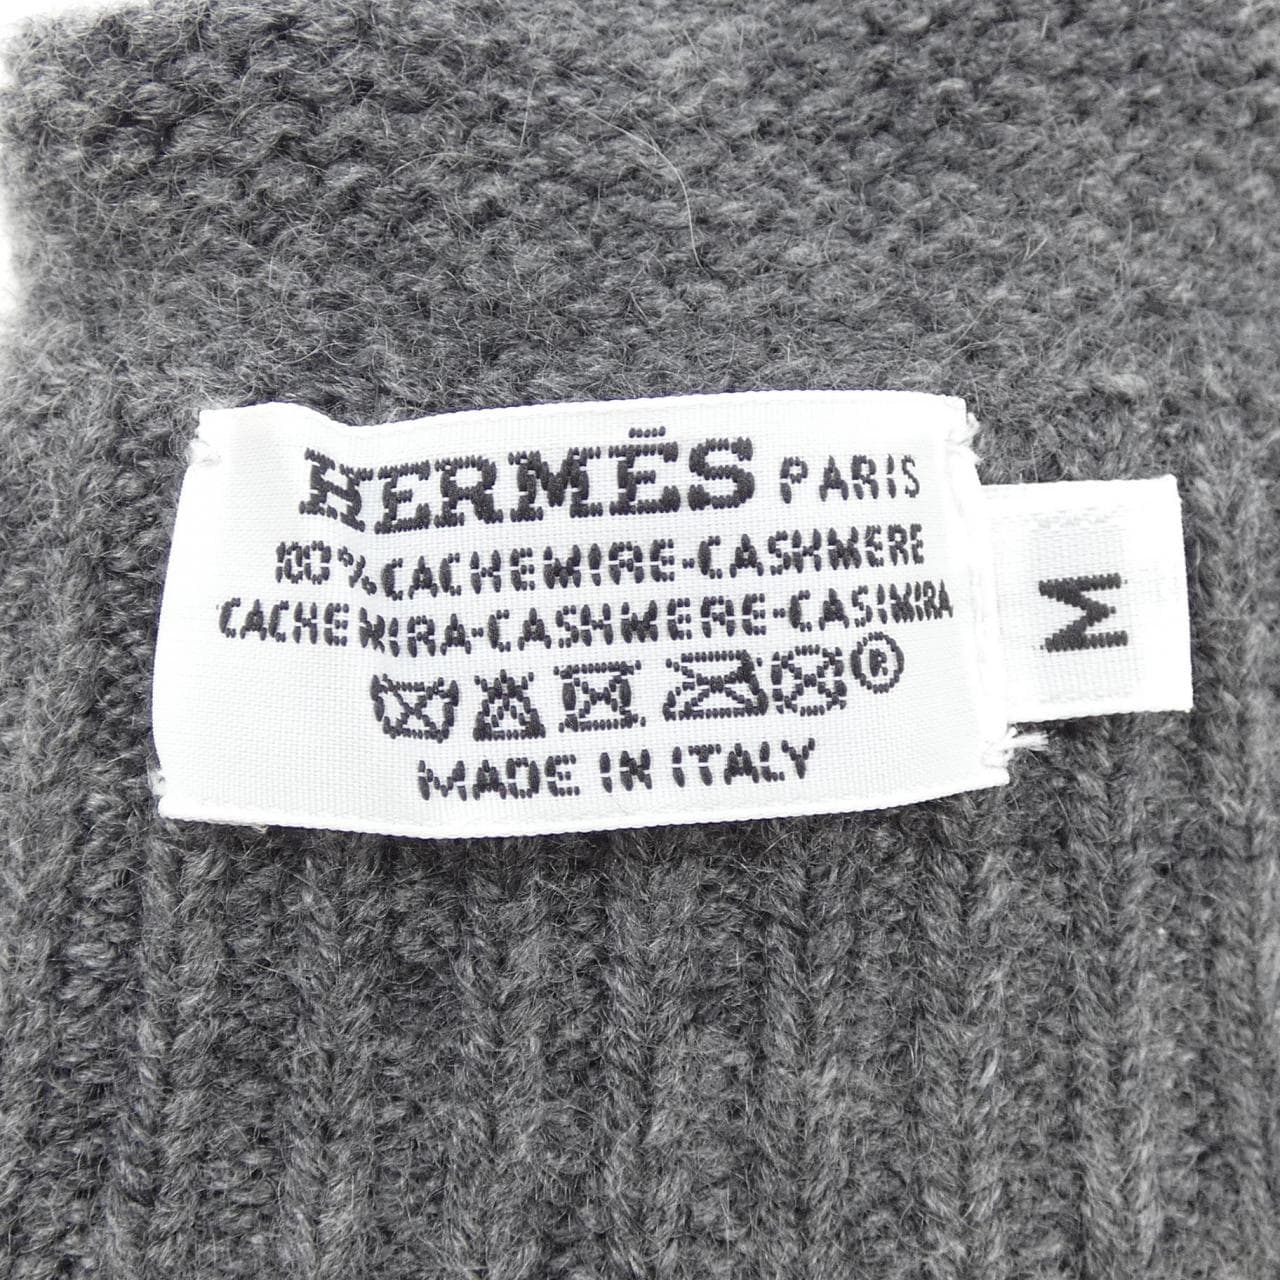 HERMÈS PARIS
100% CACHEMIRE-CASHMERE
CACHEMIRA-CASHMERE-CASIMIRA
®
MADE IN ITALY
M